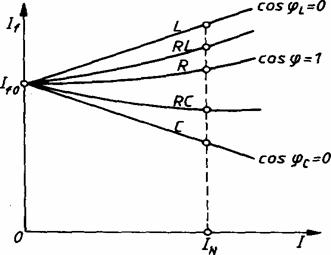 I_f
L
cos φ_L=0
RL
R
cos φ=1
I_f0
RC
C
cos φ_C=0
0
I_N
I